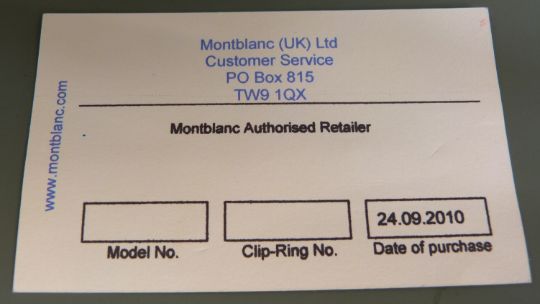 Montblanc (UK) Ltd
Customer Service
PO Box 815
TW9 1QX
www.montblanc.com
Montblanc Authorised Retailer
24.09.2010
Model No.
Clip-Ring No.
Date of purchase